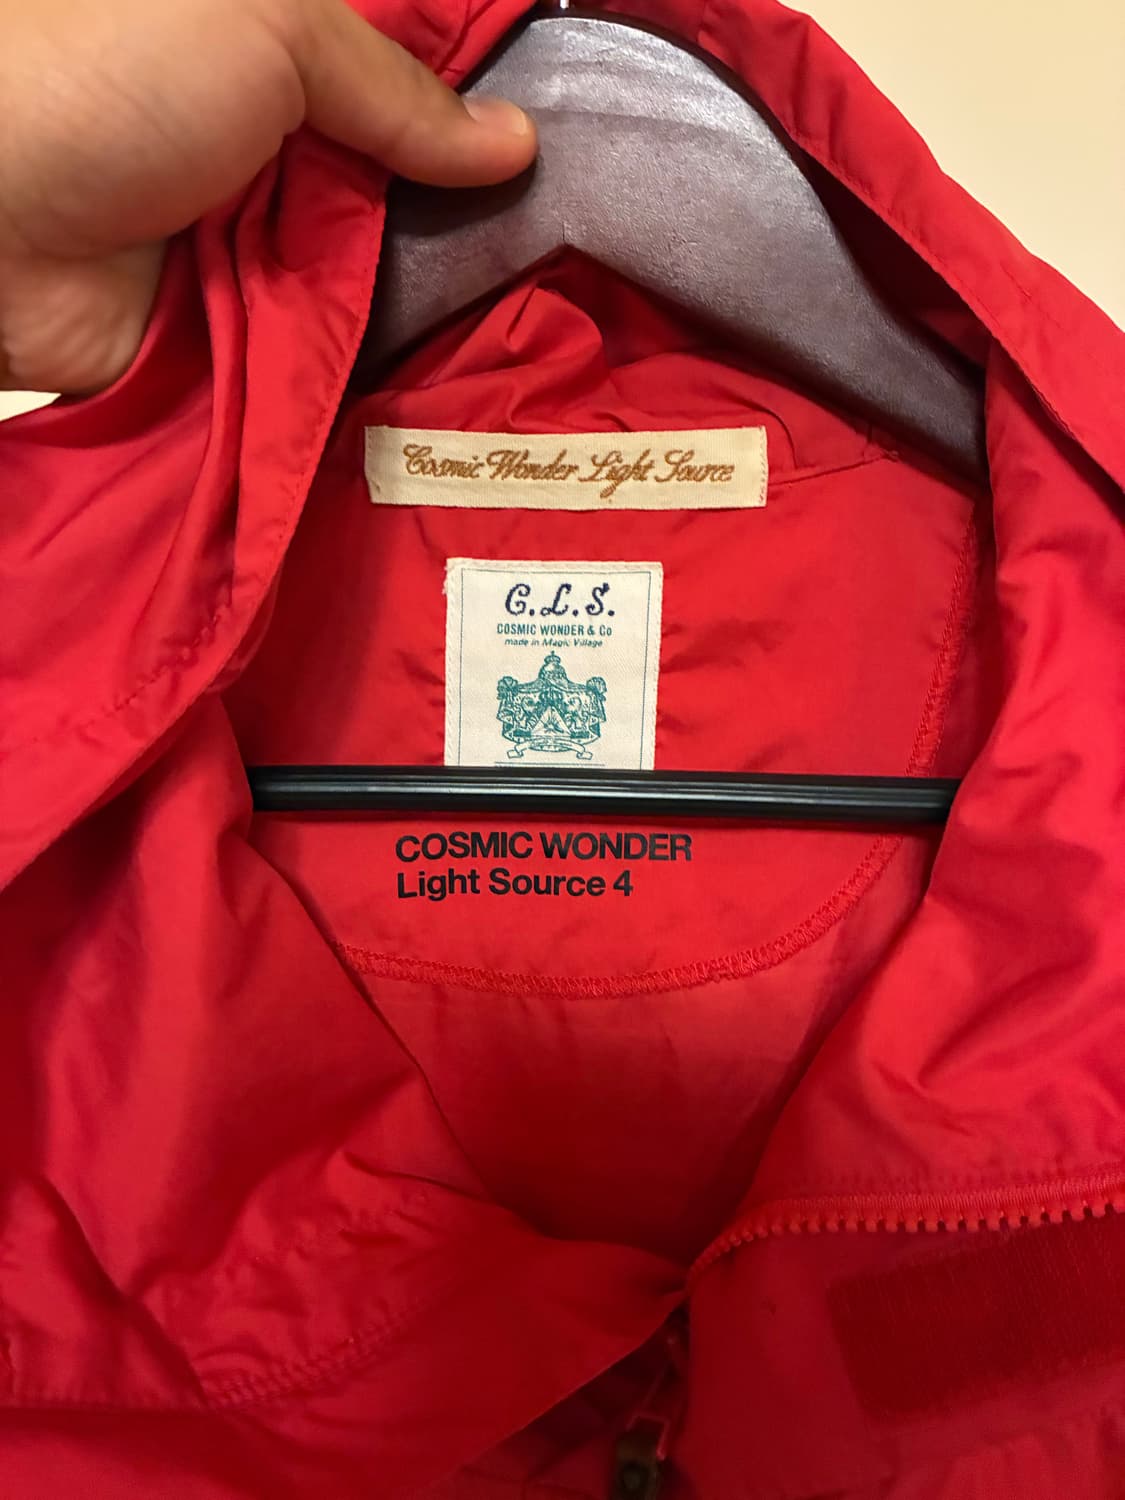 Cosmic Wonder Light Source
C.L.S.
COSMIC WONDER & Co
made in Magic Village
COSMIC WONDER
Light Source 4